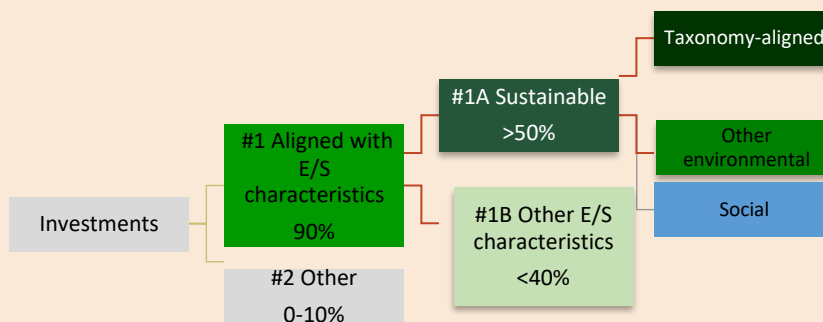 Investments
#1 Aligned with
E/S
characteristics
90%
#2 Other
0-10%
#1A Sustainable
>50%
#1B Other E/S
characteristics
<40%
Taxonomy-aligned
Other
environmental
Social